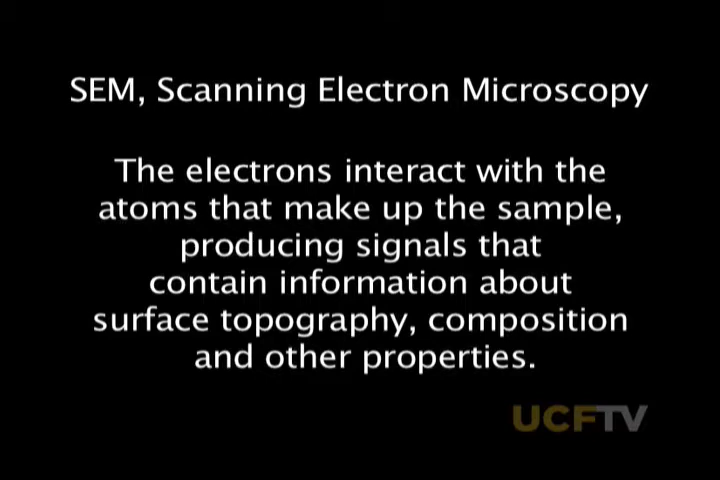 SEM, Scanning Electron Microscopy
The electrons interact with the
atoms that make up the sample,
producing signals that
contain information about
surface topography, composition
and other properties.
UCFTV